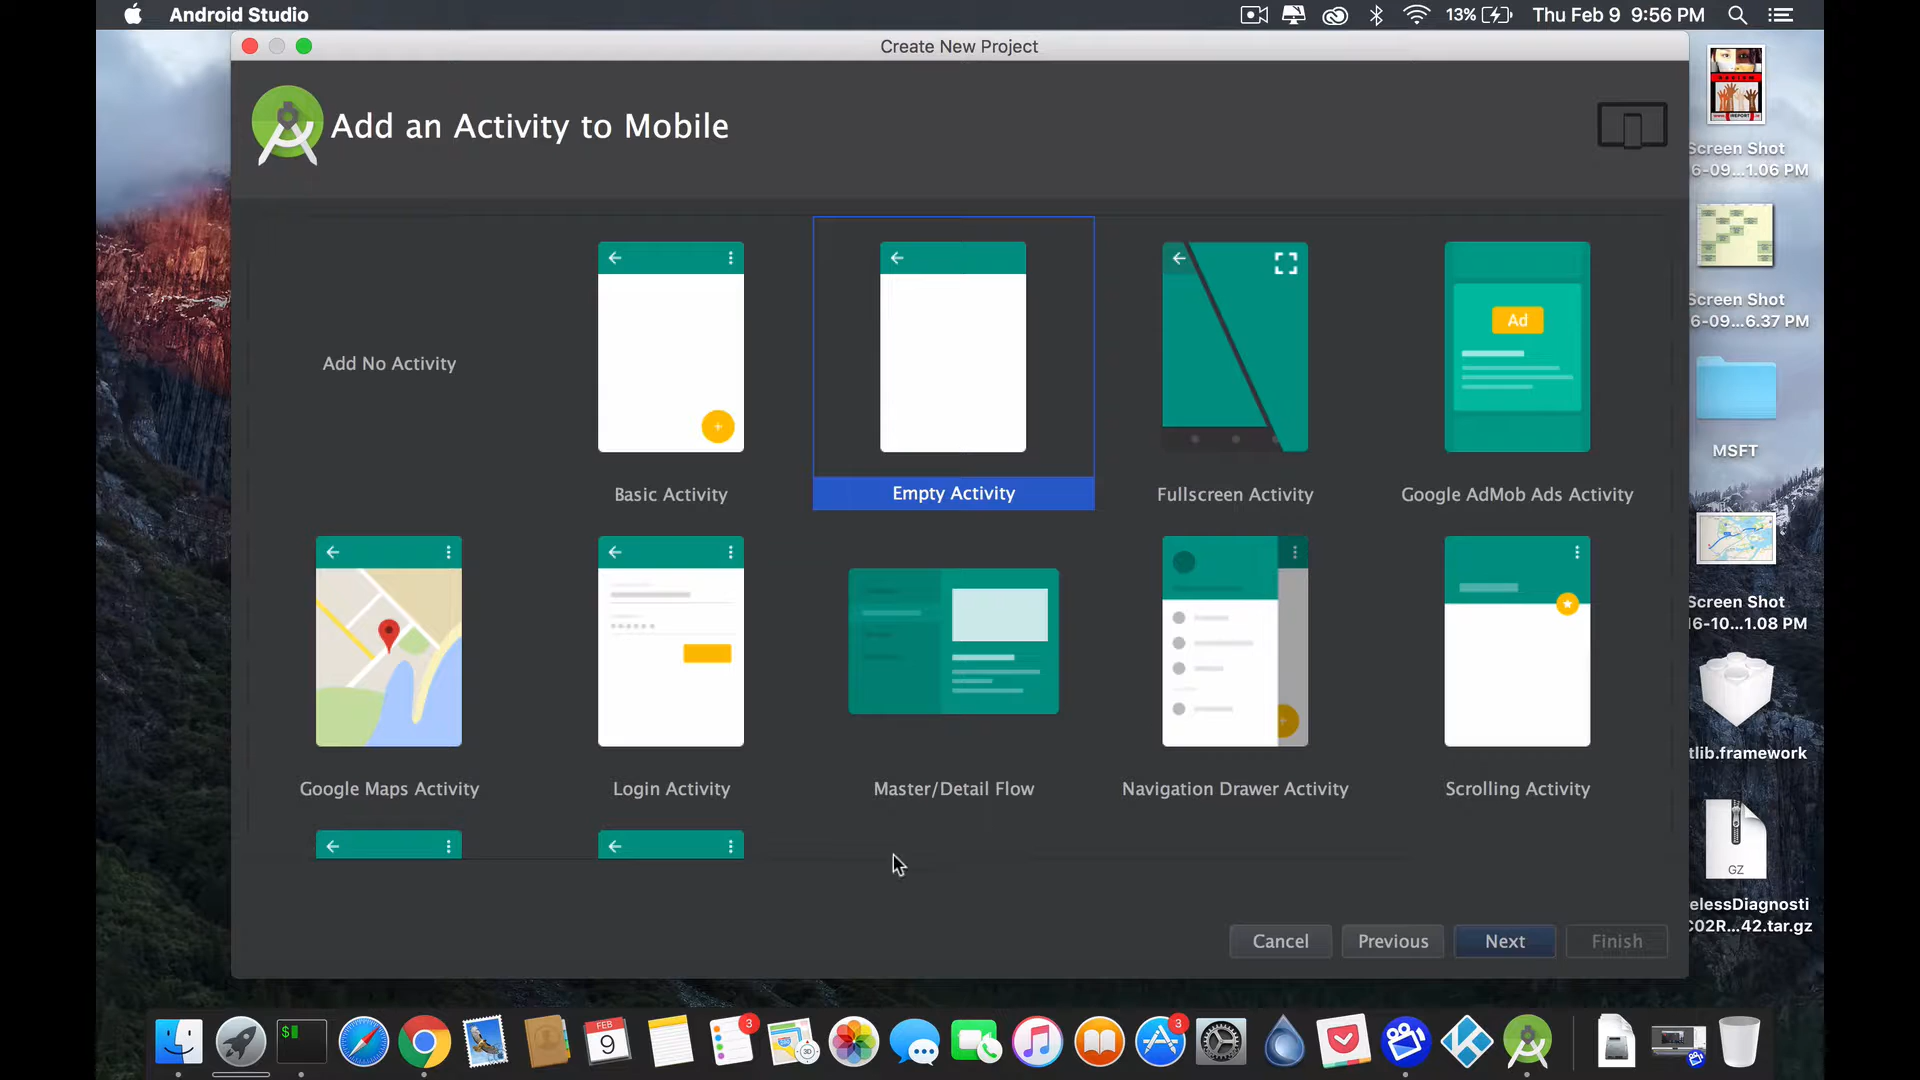 Android Studio
13%
Thu Feb 9 9:56 PM
Create New Project
Add an Activity to Mobile
Screen Shot
6-09...1.06 PM
Add No Activity
Basic Activity
Empty Activity
Fullscreen Activity
Ad
Google AdMob Ads Activity
Screen Shot
6-09...6.37 PM
MSFT
Google Maps Activity
Login Activity
Master/Detail Flow
Navigation Drawer Activity
Scrolling Activity
Screen Shot
16-10...1.08 PM
tlib.framework
GZ
elessDiagnosti
C02R...42.tar.gz
Cancel
Previous
Next
Finish
$
FEB
9
3
3D
3